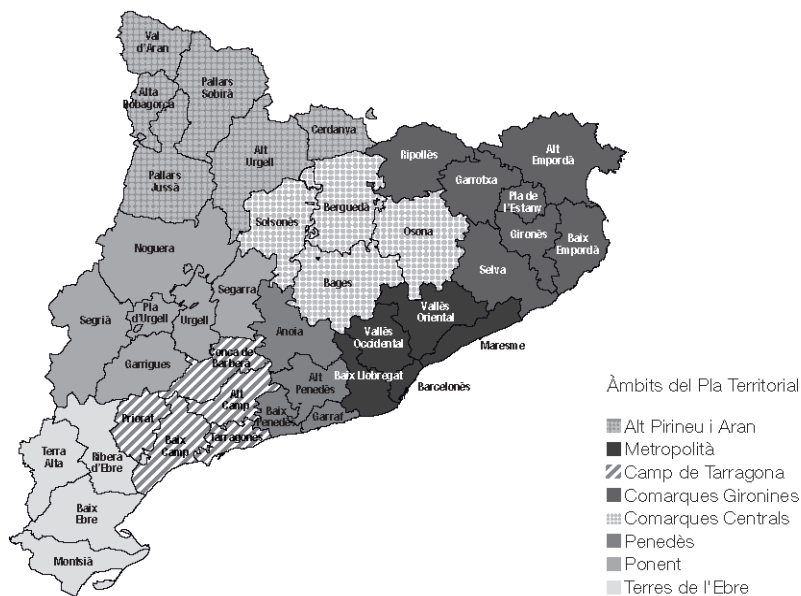 Val
d'Aran
Alta
Ribagorça
Pallars
Sobirà
Pallars
Jussà
Alt
Urgell
Cerdanya
Ripollès
Alt
Empordà
Garrotxa
Pla de
l'Estany
Gironès
Baix
Empordà
Solsonès
Berguedà
Osona
Selva
Noguera
Bages
Segarra
Vallès
Oriental
Segrià
Pla
d'Urgell
Urgell
Anoia
Vallès
Occidental
Maresme
Garrigues
Conca de
Barberà
Baix Llobregat
Barcelonès
Alt
Penedès
Alt
Camp
Priorat
Baix
Camp
Tarragonès
Baix
Penedès
Garraf
Terra
Alta
Ribera
d'Ebre
Baix
Ebre
Montsià
Àmbits del Pla Territorial
Alt Pirineu i Aran
Metropolità
Camp de Tarragona
Comarques Gironines
Comarques Centrals
Penedès
Ponent
Terres de l'Ebre